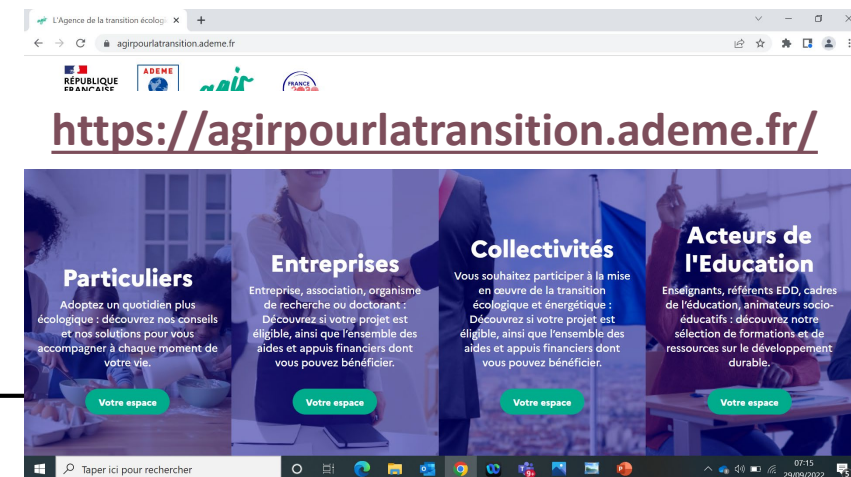 L'Agence de la transition écologi
agirpourlatransition.ademe.fr
RÉPUBLIQUE
FRANÇAISE
ADEME
agir
FRANCE
2030
https://agirpourlatransition.ademe.fr/
Particuliers
Adoptez un quotidien plus
écologique : découvrez nos conseils
et nos solutions pour vous
accompagner à chaque moment de
votre vie.
Votre espace
Entreprises
Entreprise, association, organisme
de recherche ou doctorant :
Découvrez si votre projet est
éligible, ainsi que l'ensemble des
aides et appuis financiers dont
vous pouvez bénéficier.
Votre espace
Collectivités
Vous souhaitez participer à la mise
en œuvre de la transition
écologique et énergétique :
Découvrez si votre projet est
éligible, ainsi que l'ensemble des
aides et appuis financiers dont
vous pouvez bénéficier.
Votre espace
Acteurs de
l'Education
Enseignants, référents EDD, cadres
de l'éducation, animateurs socio-
éducatifs : découvrez notre
sélection de formations et de
ressources sur le développement
durable.
Votre espace
Taper ici pour rechercher
07:15
29/09/2022